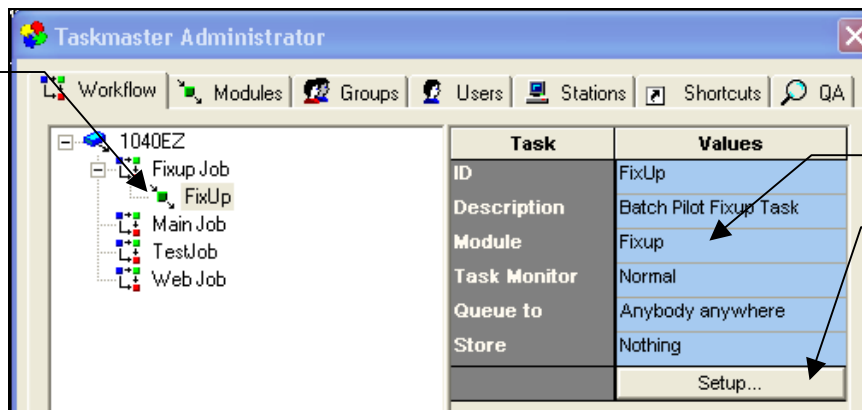 Taskmaster Administrator
Workflow Modules Groups Users Stations Shortcuts QA
1040EZ
Fixup Job
FixUp
Main Job
TestJob
Web Job
Task Values
ID FixUp
Description Batch Pilot Fixup Task
Module Fixup
Task Monitor Normal
Queue to Anybody anywhere
Store Nothing
Setup...